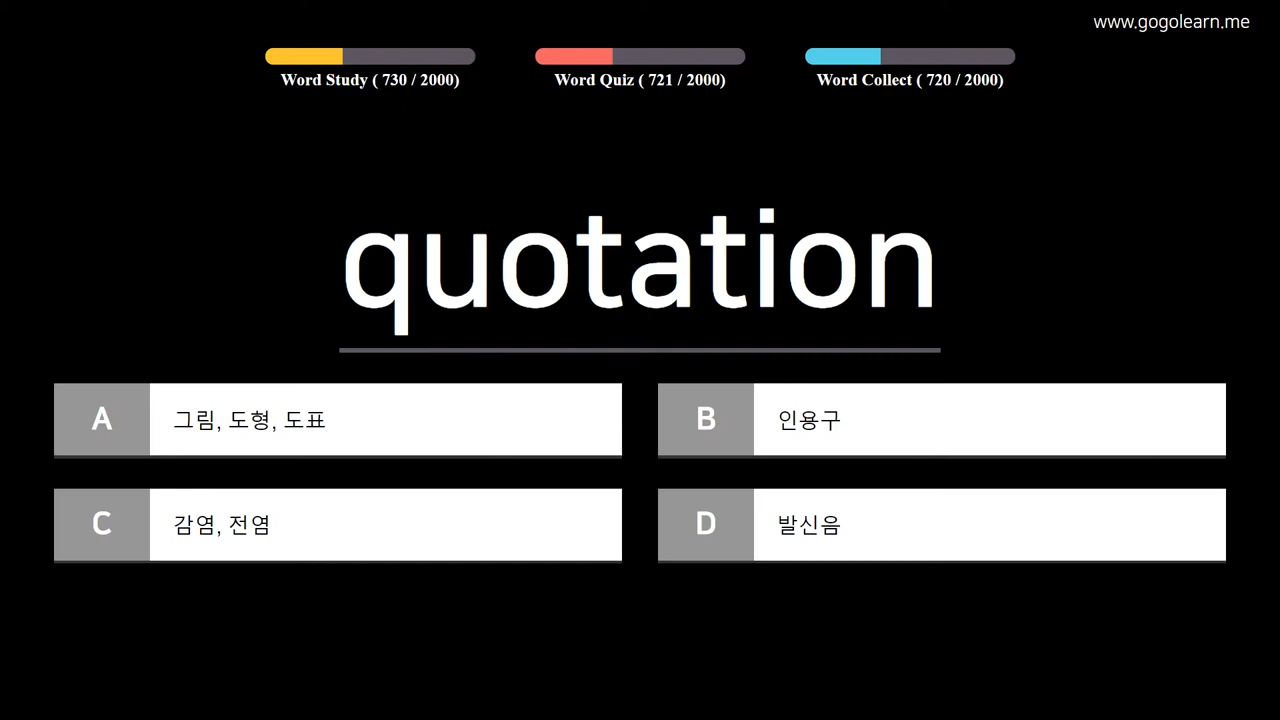 www.gogolearn.me
Word Study ( 730 / 2000)
Word Quiz ( 721 / 2000)
Word Collect ( 720 / 2000)
quotation
A 그림, 도형, 도표
B 인용구
C 감염, 전염
D 발신음